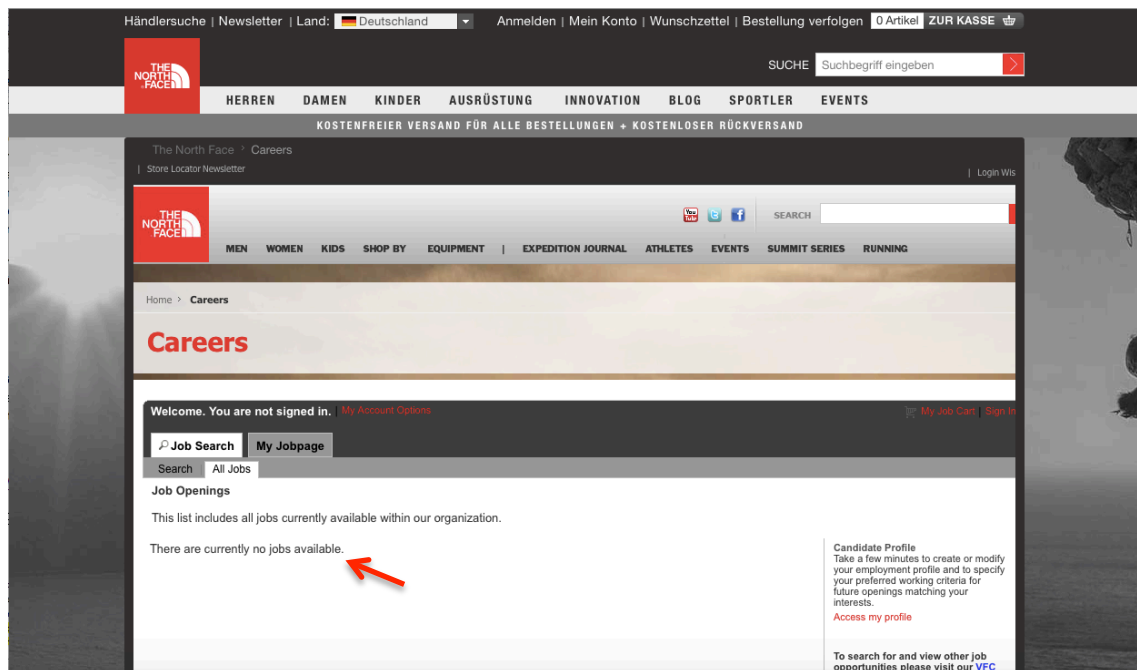 Händlersuche | Newsletter | Land: Deutschland Anmelden | Mein Konto | Wunschzettel | Bestellung verfolgen 0 Artikel ZUR KASSE
THE
NORTH
FACE
SUCHE Suchbegriff eingeben
HERREN DAMEN KINDER AUSRÜSTUNG INNOVATION BLOG SPORTLER EVENTS
KOSTENFREIER VERSAND FÜR ALLE BESTELLUNGEN + KOSTENLOSER RÜCKVERSAND
The North Face > Careers
| Store Locator Newsletter | Login Wis
THE
NORTH
FACE
You Tube t f SEARCH
MEN WOMEN KIDS SHOP BY EQUIPMENT | EXPEDITION JOURNAL ATHLETES EVENTS SUMMIT SERIES RUNNING
Home > Careers
Careers
Welcome. You are not signed in. | My Account Options My Job Cart | Sign In
Job Search My Jobpage
Search All Jobs
Job Openings
This list includes all jobs currently available within our organization.
There are currently no jobs available.
Candidate Profile
Take a few minutes to create or modify
your employment profile and to specify
your preferred working criteria for
future openings matching your
interests.
Access my profile
To search for and view other job
opportunities please visit our VFC